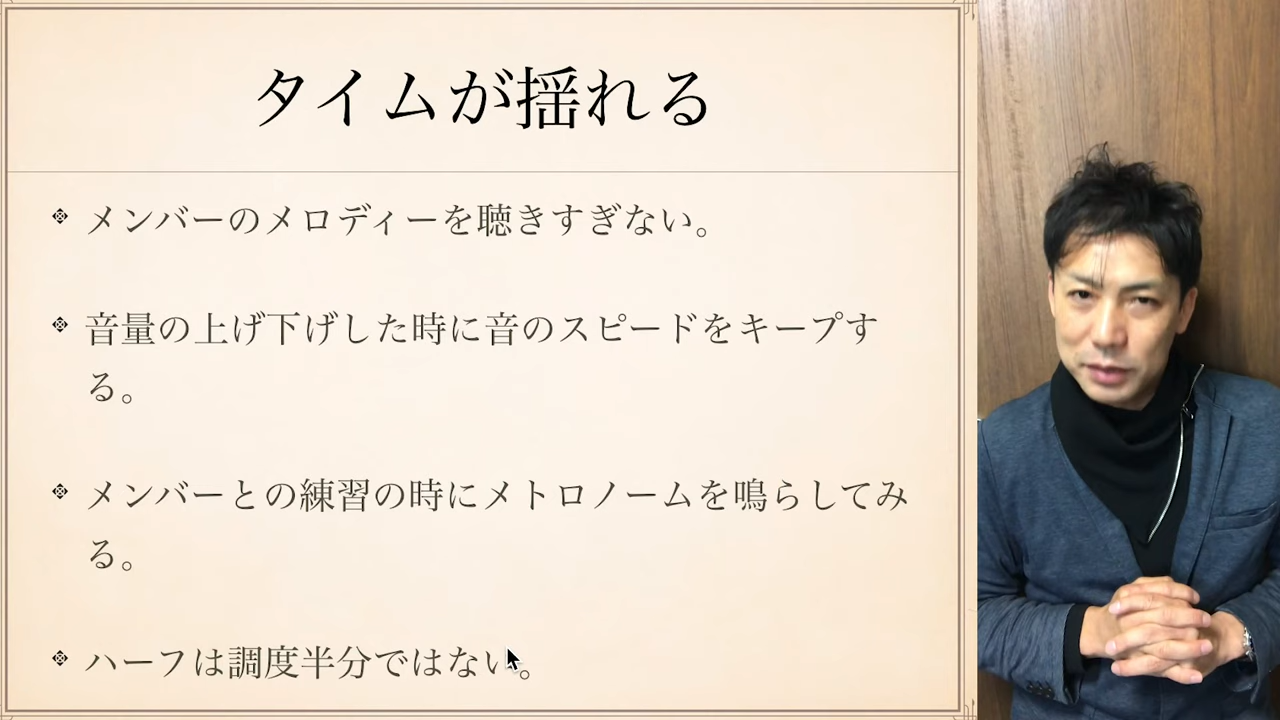 タイムが揺れる
メンバーのメロディーを聴きすぎない。
音量の上げ下げした時に音のスピードをキープす
る。
メンバーとの練習の時にメトロノームを鳴らしてみ
る。
ハーフは調度半分ではない。